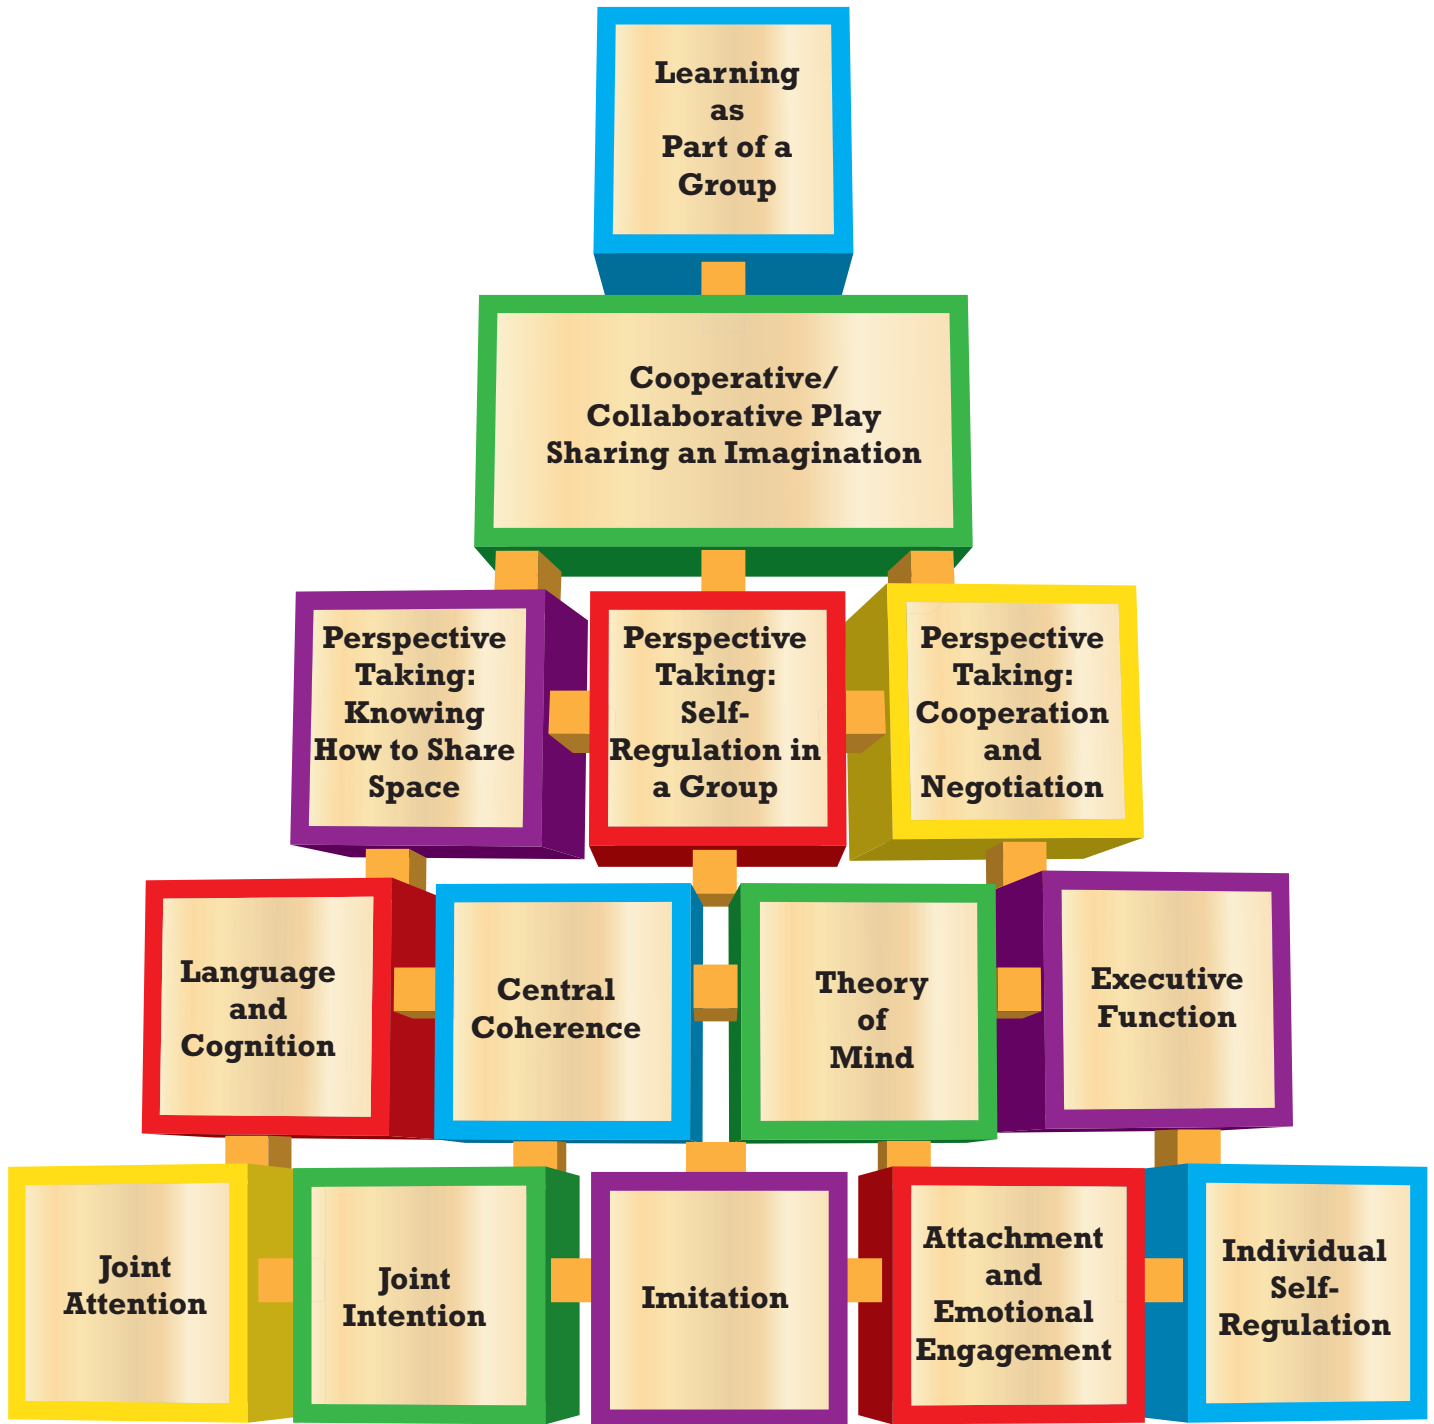 Learning
as
Part of a
Group
Cooperative/
Collaborative Play
Sharing an Imagination
Perspective
Taking:
Knowing
How to Share
Space
Perspective
Taking:
Self-
Regulation in
a Group
Perspective
Taking:
Cooperation
and
Negotiation
Language
and
Cognition
Central
Coherence
Theory
of
Mind
Executive
Function
Joint
Attention
Joint
Intention
Imitation
Attachment
and
Emotional
Engagement
Individual
Self-
Regulation